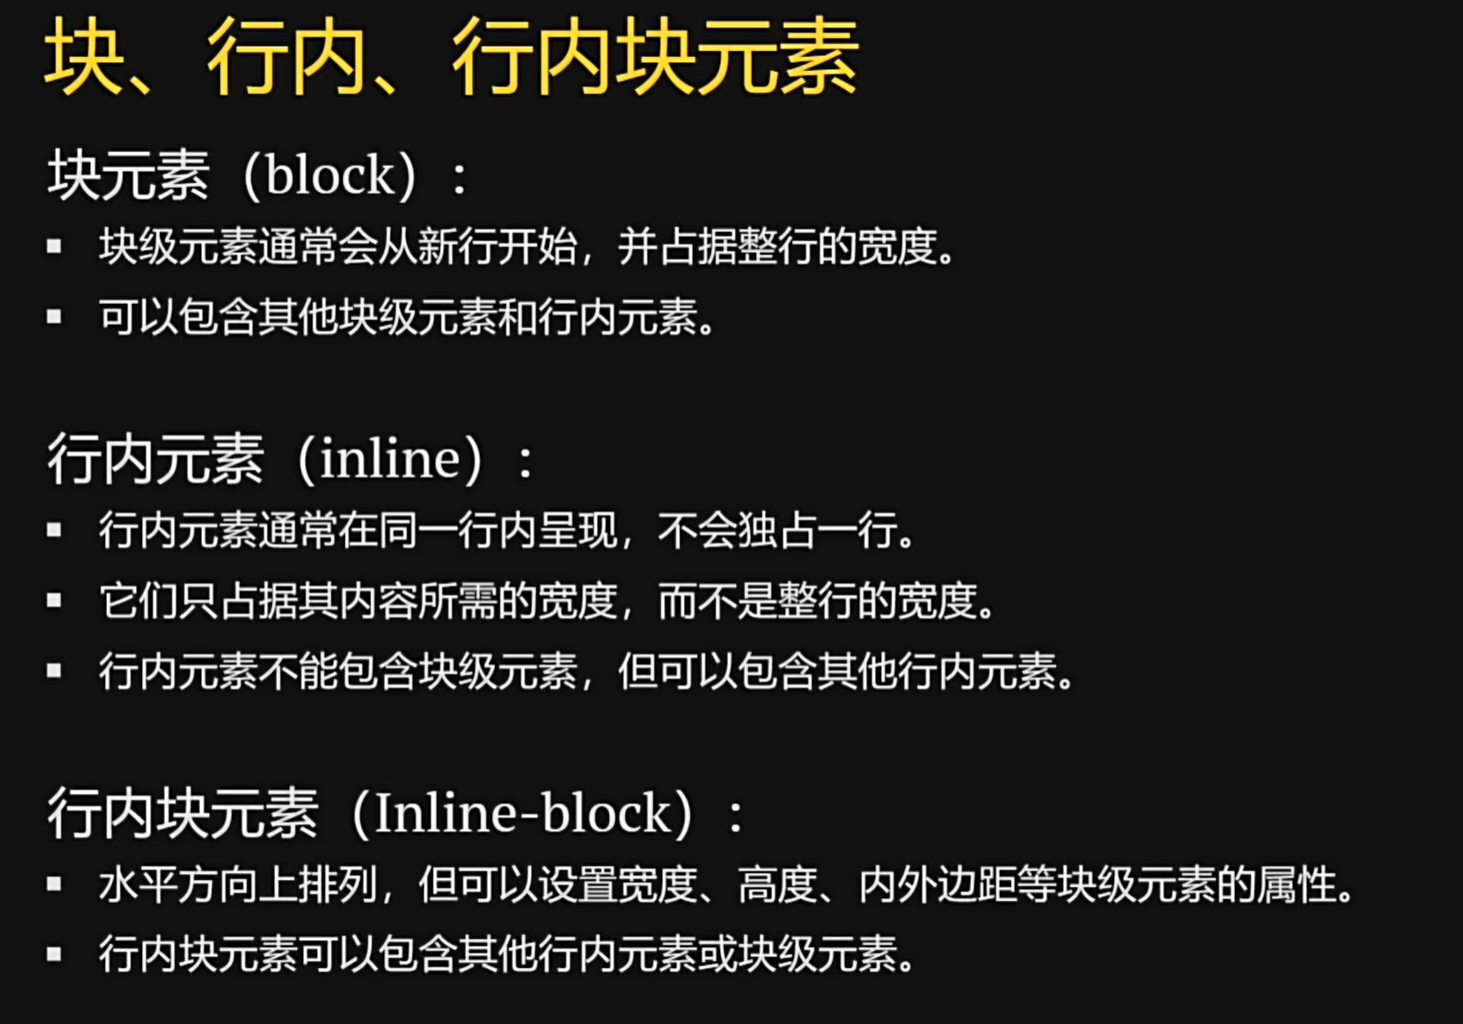 块、行内、行内块元素
块元素（block）:
▪ 块级元素通常会从新行开始，并占据整行的宽度。
▪ 可以包含其他块级元素和行内元素。
行内元素（inline）:
▪ 行内元素通常在同一行内呈现，不会独占一行。
▪ 它们只占据其内容所需的宽度，而不是整行的宽度。
▪ 行内元素不能包含块级元素，但可以包含其他行内元素。
行内块元素（Inline-block）:
▪ 水平方向上排列，但可以设置宽度、高度、内外边距等块级元素的属性。
▪ 行内块元素可以包含其他行内元素或块级元素。